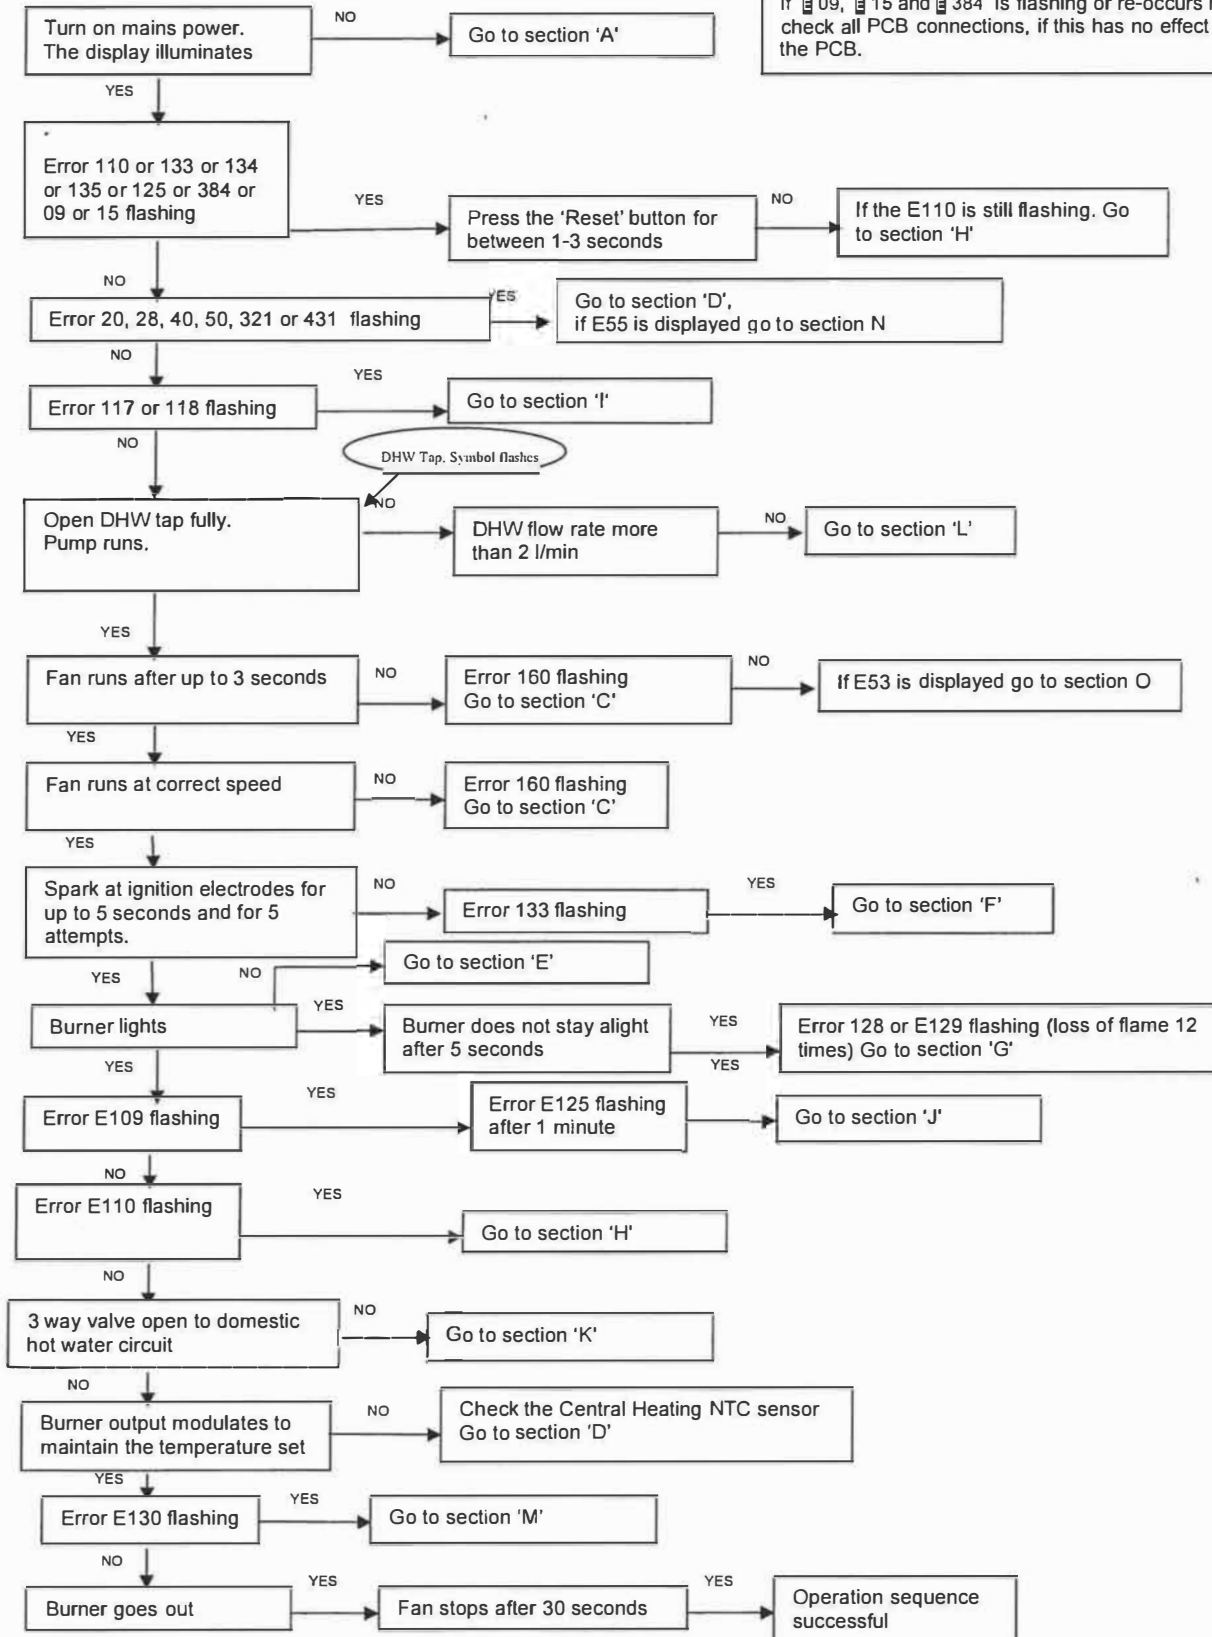 If E 09, E 15 and E 384 is flashing or re-occurs
check all PCB connections, if this has no effect
the PCB.
Turn on mains power.
The display illuminates
NO
Go to section 'A'
YES
Error 110 or 133 or 134
or 135 or 125 or 384 or
09 or 15 flashing
YES
Press the 'Reset' button for
between 1-3 seconds
NO
If the E110 is still flashing. Go
to section 'H'
NO
Error 20, 28, 40, 50, 321 or 431 flashing
YES
Go to section 'D',
if E55 is displayed go to section N
NO
Error 117 or 118 flashing
YES
Go to section 'I'
NO
DHW Tap. Symbol flashes
Open DHW tap fully.
Pump runs.
NO
DHW flow rate more
than 2 l/min
NO
Go to section 'L'
YES
Fan runs after up to 3 seconds
NO
Error 160 flashing
Go to section 'C'
NO
If E53 is displayed go to section O
YES
Fan runs at correct speed
NO
Error 160 flashing
Go to section 'C'
YES
Spark at ignition electrodes for
up to 5 seconds and for 5
attempts.
NO
Error 133 flashing
YES
Go to section 'F'
YES
NO
Go to section 'E'
Burner lights
YES
Burner does not stay alight
after 5 seconds
YES
YES
Error 128 or E129 flashing (loss of flame 12
times) Go to section 'G'
YES
Error E109 flashing
YES
Error E125 flashing
after 1 minute
Go to section 'J'
NO
Error E110 flashing
YES
Go to section 'H'
NO
3 way valve open to domestic
hot water circuit
NO
Go to section 'K'
NO
Burner output modulates to
maintain the temperature set
NO
Check the Central Heating NTC sensor
Go to section 'D'
YES
Error E130 flashing
YES
Go to section 'M'
NO
Burner goes out
YES
Fan stops after 30 seconds
YES
Operation sequence
successful